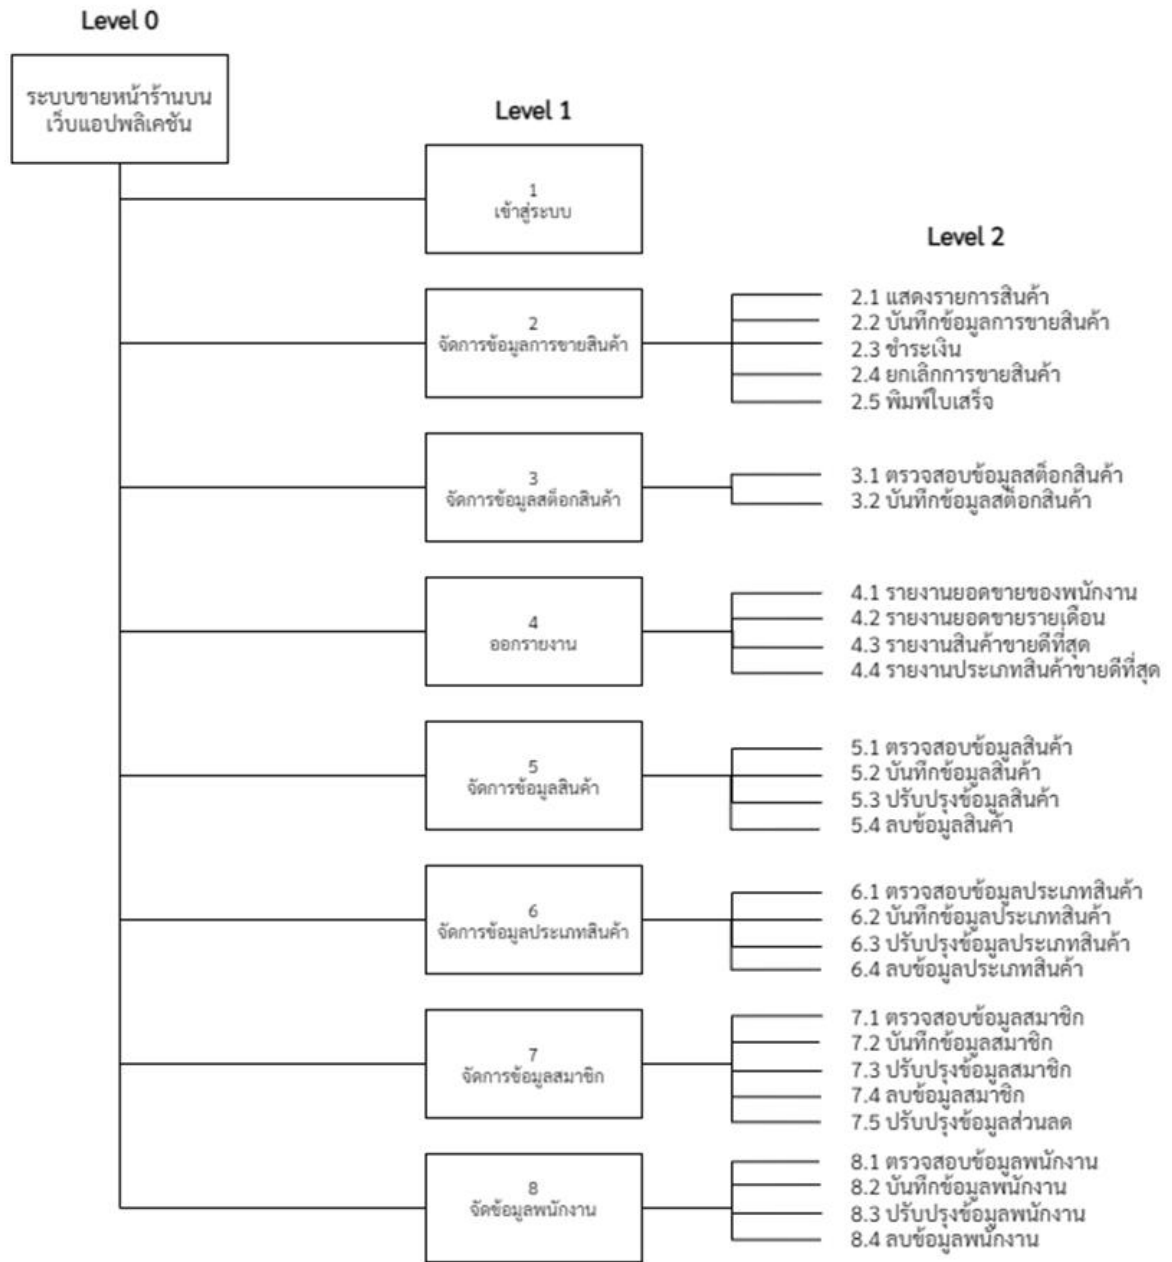 Level 0
ระบบขายหน้าร้านบน
เว็บแอปพลิเคชัน
Level 1
1
เข้าสู่ระบบ
Level 2
2
จัดการข้อมูลการขายสินค้า
2.1 แสดงรายการสินค้า
2.2 บันทึกข้อมูลการขายสินค้า
2.3 ชำระเงิน
2.4 ยกเลิกการขายสินค้า
2.5 พิมพ์ใบเสร็จ
3
จัดการข้อมูลสต็อกสินค้า
3.1 ตรวจสอบข้อมูลสต็อกสินค้า
3.2 บันทึกข้อมูลสต็อกสินค้า
4
ออกรายงาน
4.1 รายงานยอดขายของพนักงาน
4.2 รายงานยอดขายรายเดือน
4.3 รายงานสินค้าขายดีที่สุด
4.4 รายงานประเภทสินค้าขายดีที่สุด
5
จัดการข้อมูลสินค้า
5.1 ตรวจสอบข้อมูลสินค้า
5.2 บันทึกข้อมูลสินค้า
5.3 ปรับปรุงข้อมูลสินค้า
5.4 ลบข้อมูลสินค้า
6
จัดการข้อมูลประเภทสินค้า
6.1 ตรวจสอบข้อมูลประเภทสินค้า
6.2 บันทึกข้อมูลประเภทสินค้า
6.3 ปรับปรุงข้อมูลประเภทสินค้า
6.4 ลบข้อมูลประเภทสินค้า
7
จัดการข้อมูลสมาชิก
7.1 ตรวจสอบข้อมูลสมาชิก
7.2 บันทึกข้อมูลสมาชิก
7.3 ปรับปรุงข้อมูลสมาชิก
7.4 ลบข้อมูลสมาชิก
7.5 ปรับปรุงข้อมูลส่วนลด
8
จัดข้อมูลพนักงาน
8.1 ตรวจสอบข้อมูลพนักงาน
8.2 บันทึกข้อมูลพนักงาน
8.3 ปรับปรุงข้อมูลพนักงาน
8.4 ลบข้อมูลพนักงาน